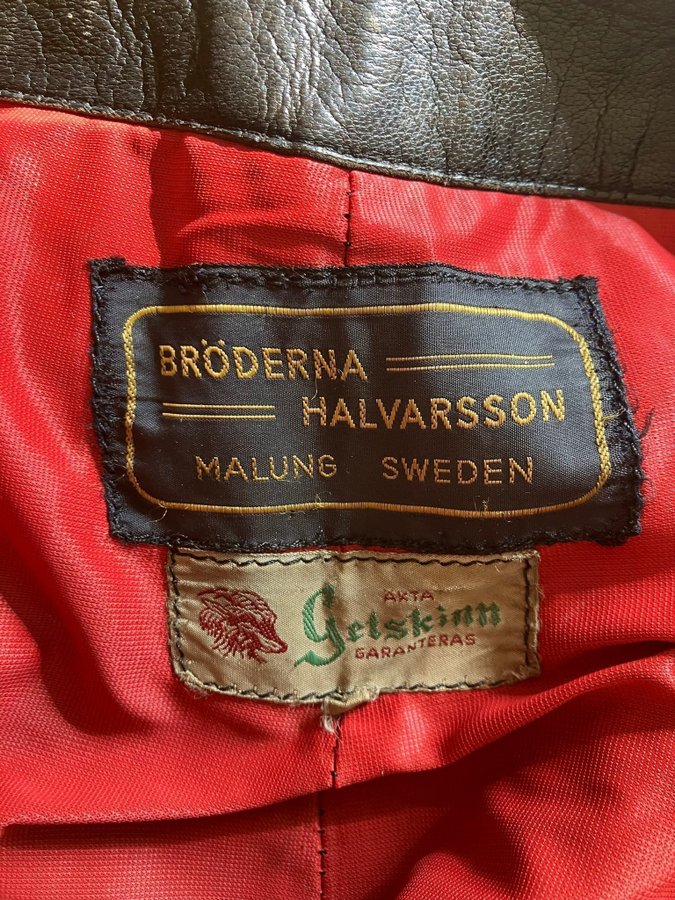 BRÖDERNA
HALVARSSON
MALUNG SWEDEN
ÄKTA
Getskinn
GARANTERAS